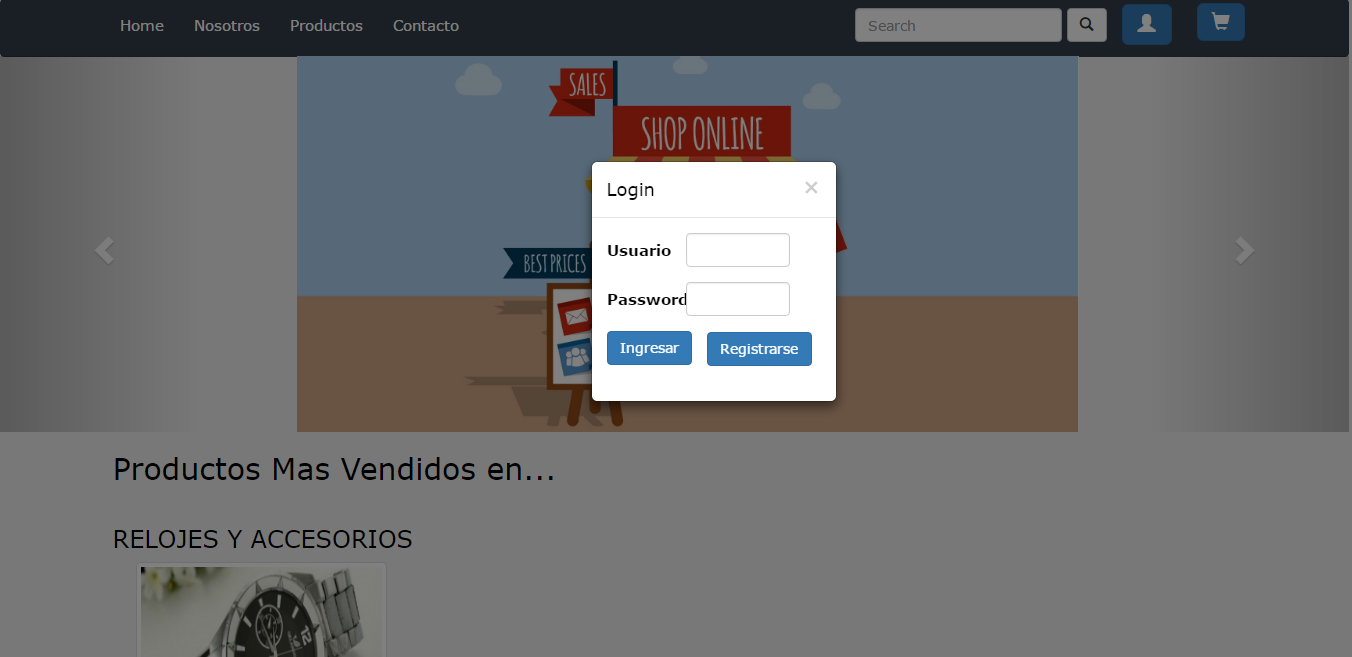 Home Nosotros Productos Contacto Search
SALES
SHOP ONLINE
Login ×
Usuario
BEST PRICES
Password
Ingresar Registrarse
Productos Mas Vendidos en...
RELOJES Y ACCESORIOS
12